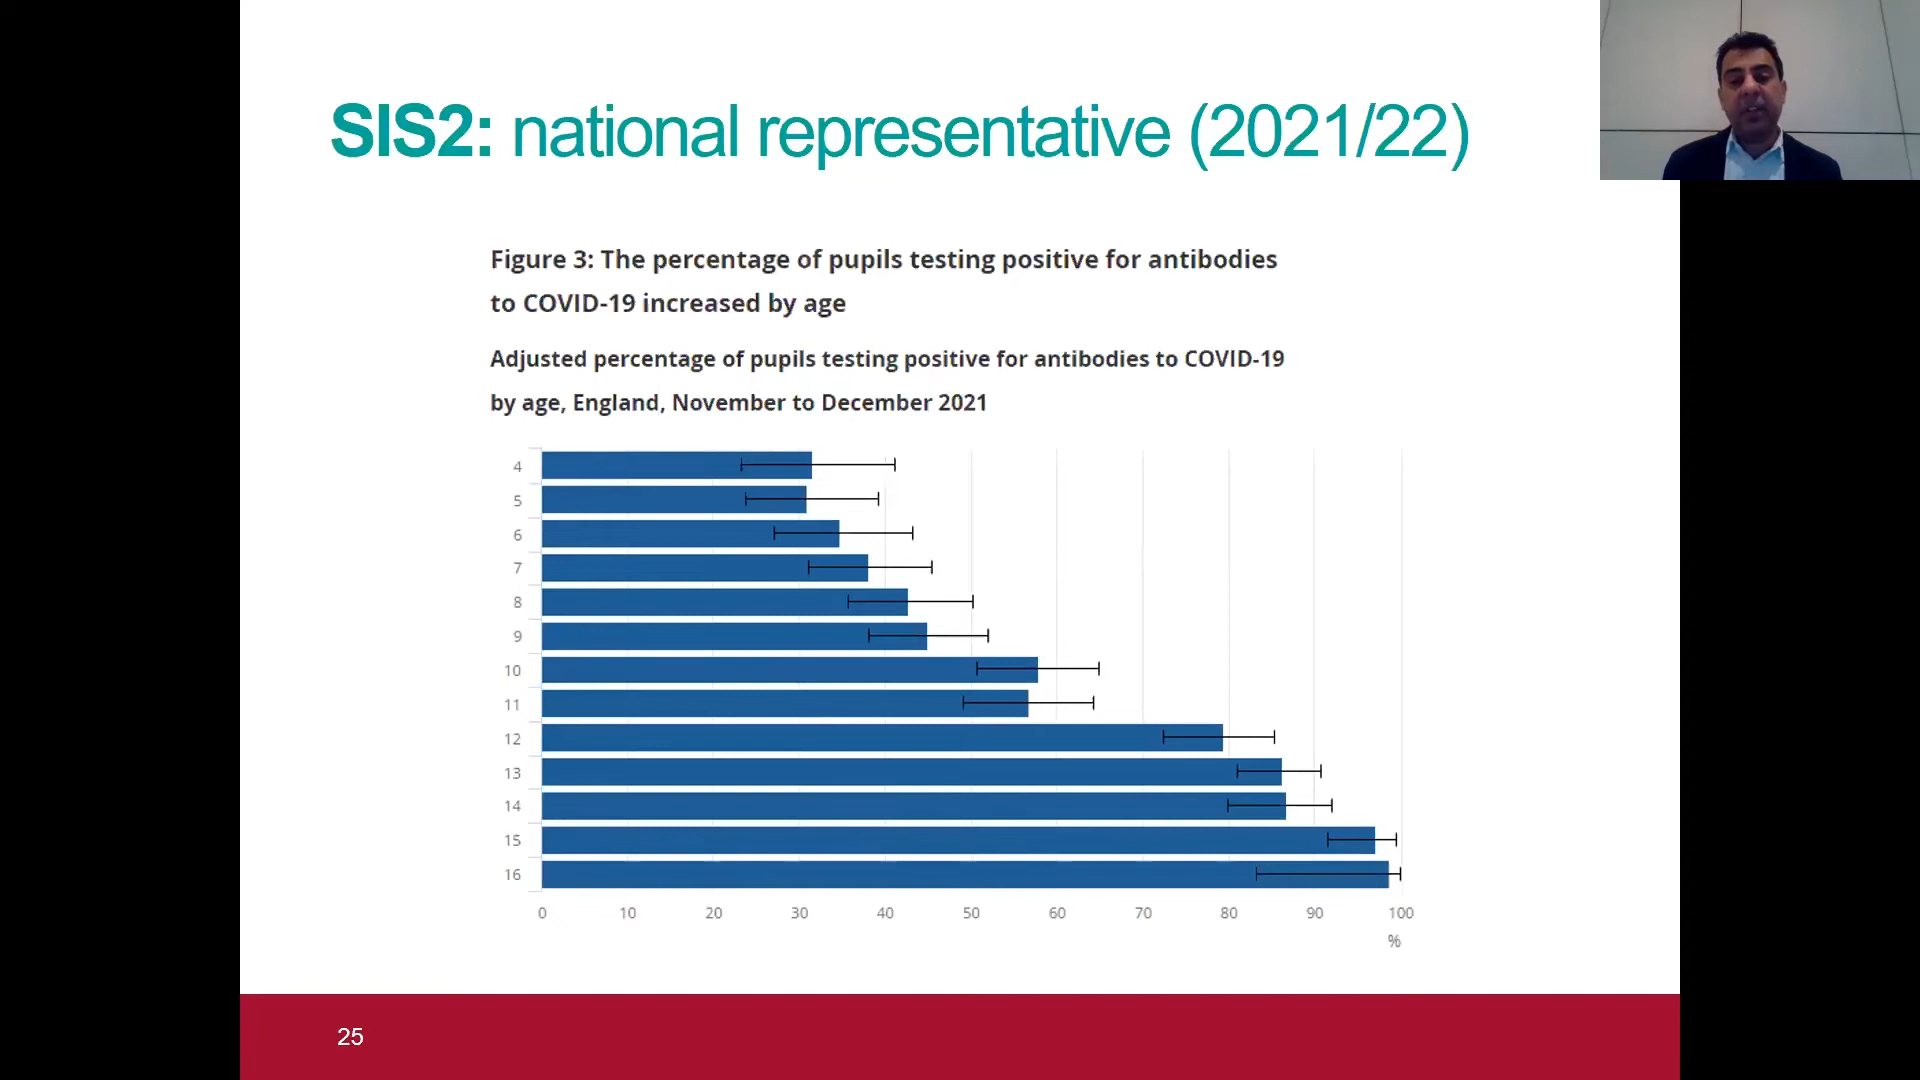 SIS2: national representative (2021/22)
Figure 3: The percentage of pupils testing positive for antibodies
to COVID-19 increased by age
Adjusted percentage of pupils testing positive for antibodies to COVID-19
by age, England, November to December 2021
4
5
6
7
8
9
10
11
12
13
14
15
16
0 10 20 30 40 50 60 70 80 90 100
%
25